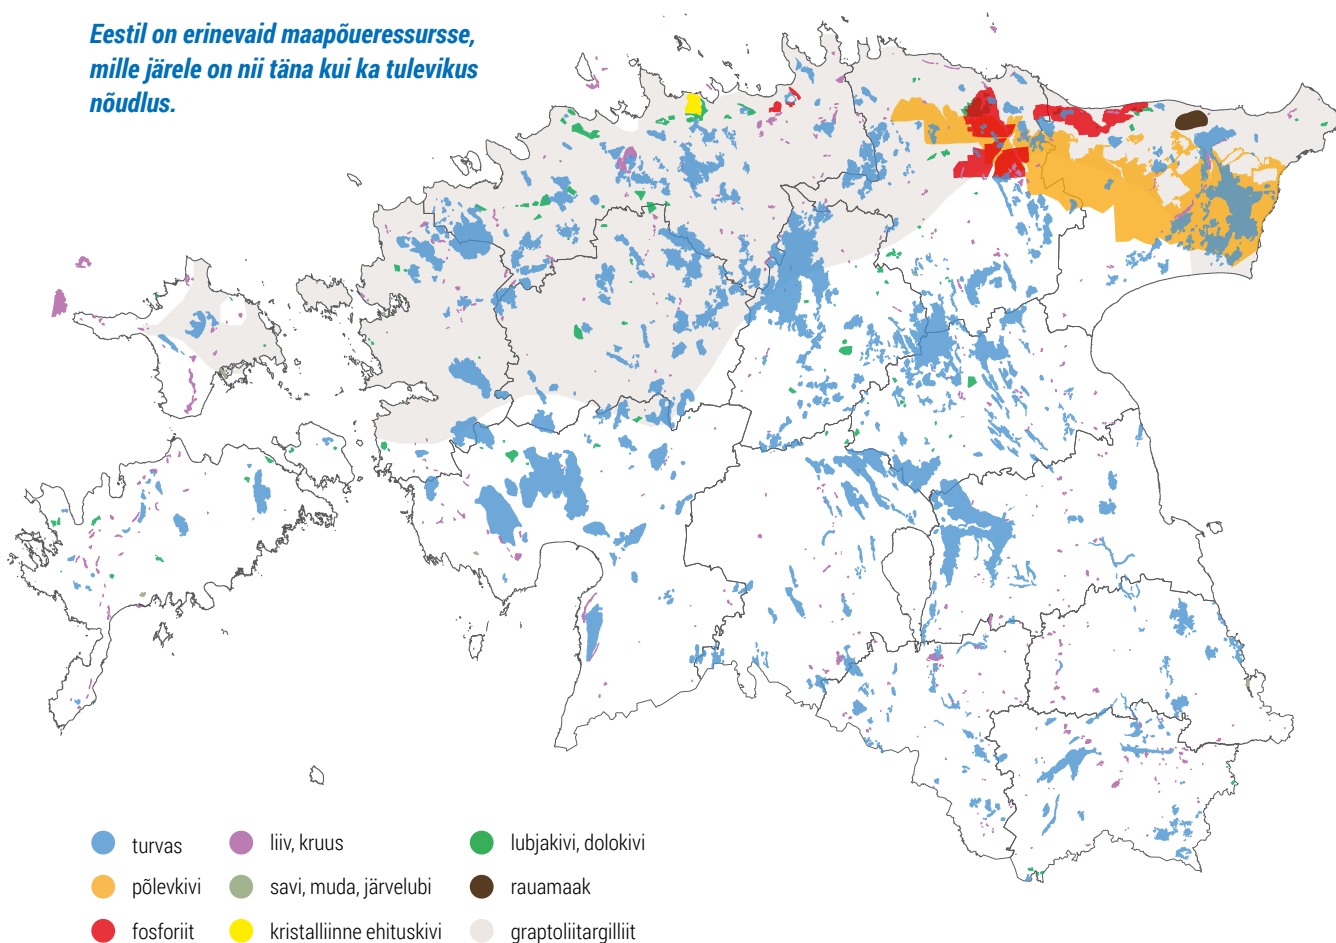 Eestil on erinevaid maapõueressursse,
mille järele on nii täna kui ka tulevikus
nõudlus.
turvas
liiv, kruus
lubjakivi, dolokivi
põlevkivi
savi, muda, järvelubi
rauamaak
fosforiit
kristalliinne ehituskivi
graptoliitargilliit